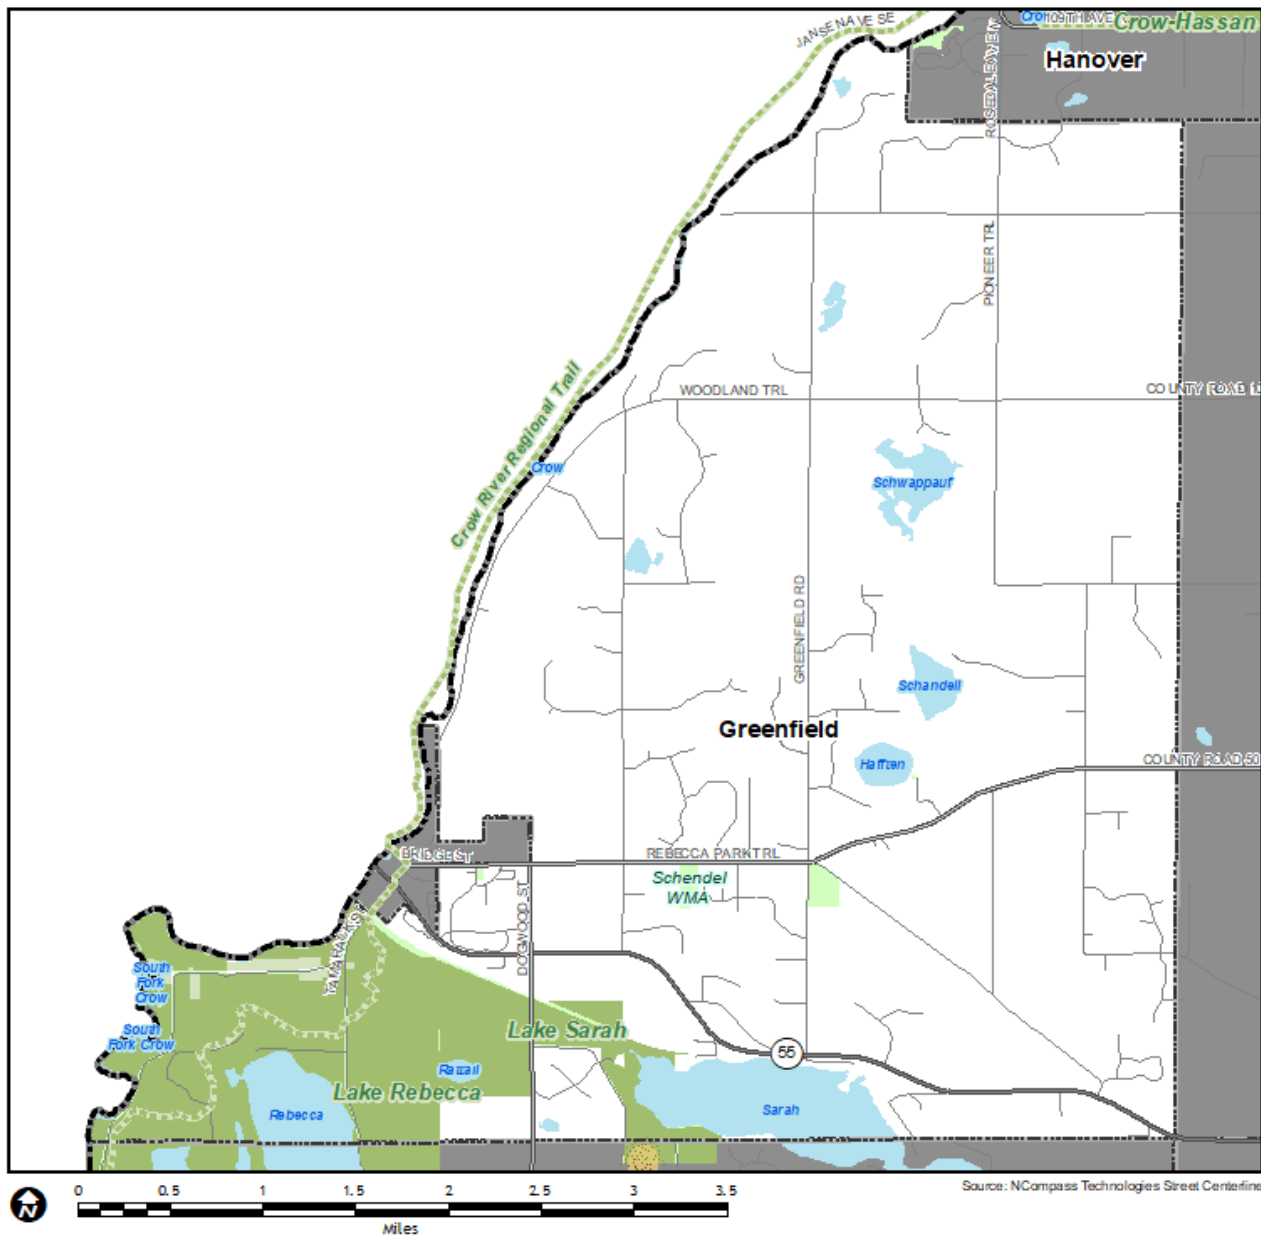 JANSEN AVE SE
Cro
109TH AVE
Crow-Hassan
Hanover
ROSEDALE AVE N
PIONEER TRL
WOODLAND TRL
COUNTY ROAD 10
Crow River Regional Trail
Crow
Schwappauf
GREENFIELD RD
Schandell
Greenfield
Hafften
COUNTY ROAD 50
BRIDGE ST
REBECCA PARK TRL
Schendel
WMA
DOGWOOD ST
South
Fork
Crow
South
Fork Crow
Lake Sarah
55
Rattail
Lake Rebecca
Rebecca
Sarah
N
0 0.5 1 1.5 2 2.5 3 3.5
Miles
Source: NCompass Technologies Street Centerline